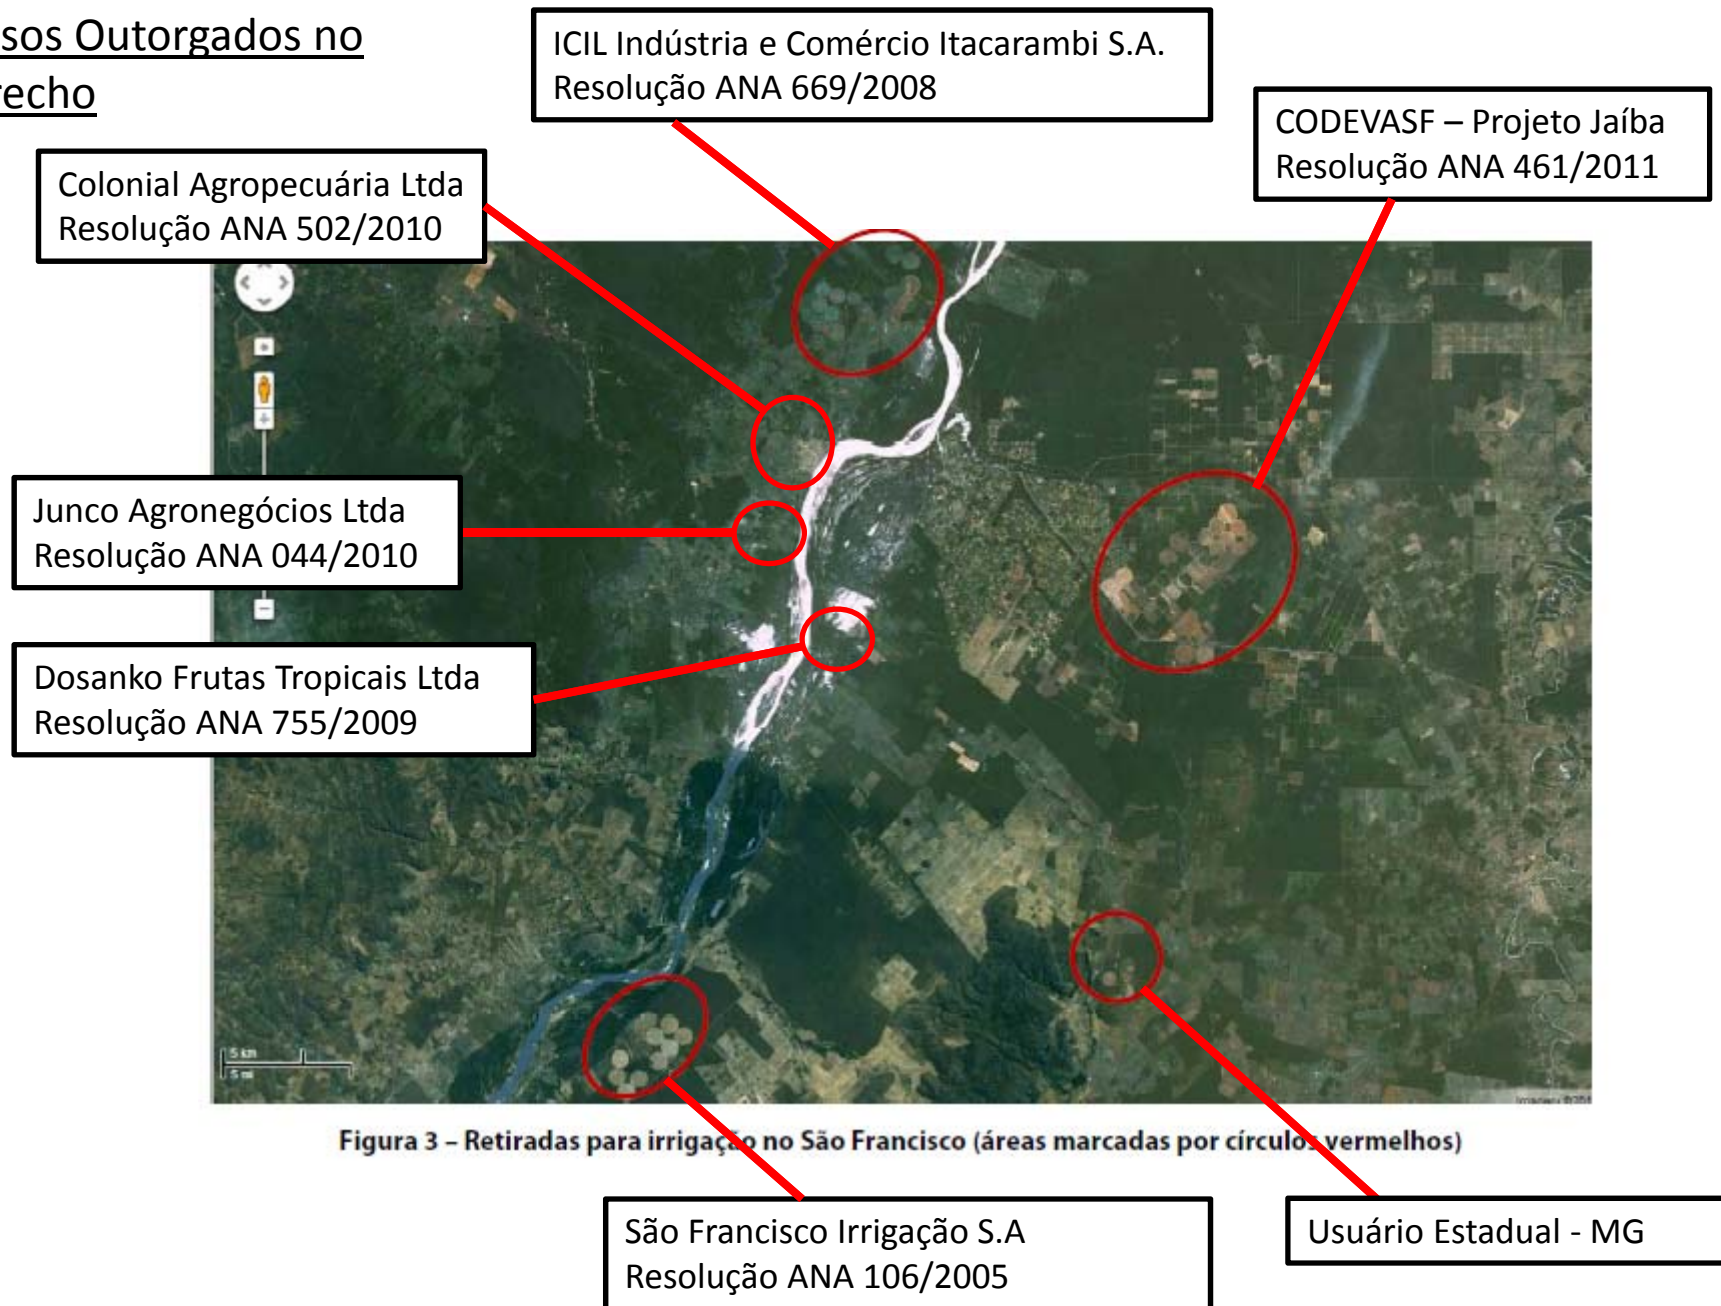 sos Outorgados no
recho
ICIL Indústria e Comércio Itacarambi S.A.
Resolução ANA 669/2008
CODEVASF – Projeto Jaíba
Resolução ANA 461/2011
Colonial Agropecuária Ltda
Resolução ANA 502/2010
Junco Agronegócios Ltda
Resolução ANA 044/2010
Dosanko Frutas Tropicais Ltda
Resolução ANA 755/2009
5 km
5 mi
Figura 3 – Retiradas para irrigação no São Francisco (áreas marcadas por círculos vermelhos)
São Francisco Irrigação S.A
Resolução ANA 106/2005
Usuário Estadual - MG